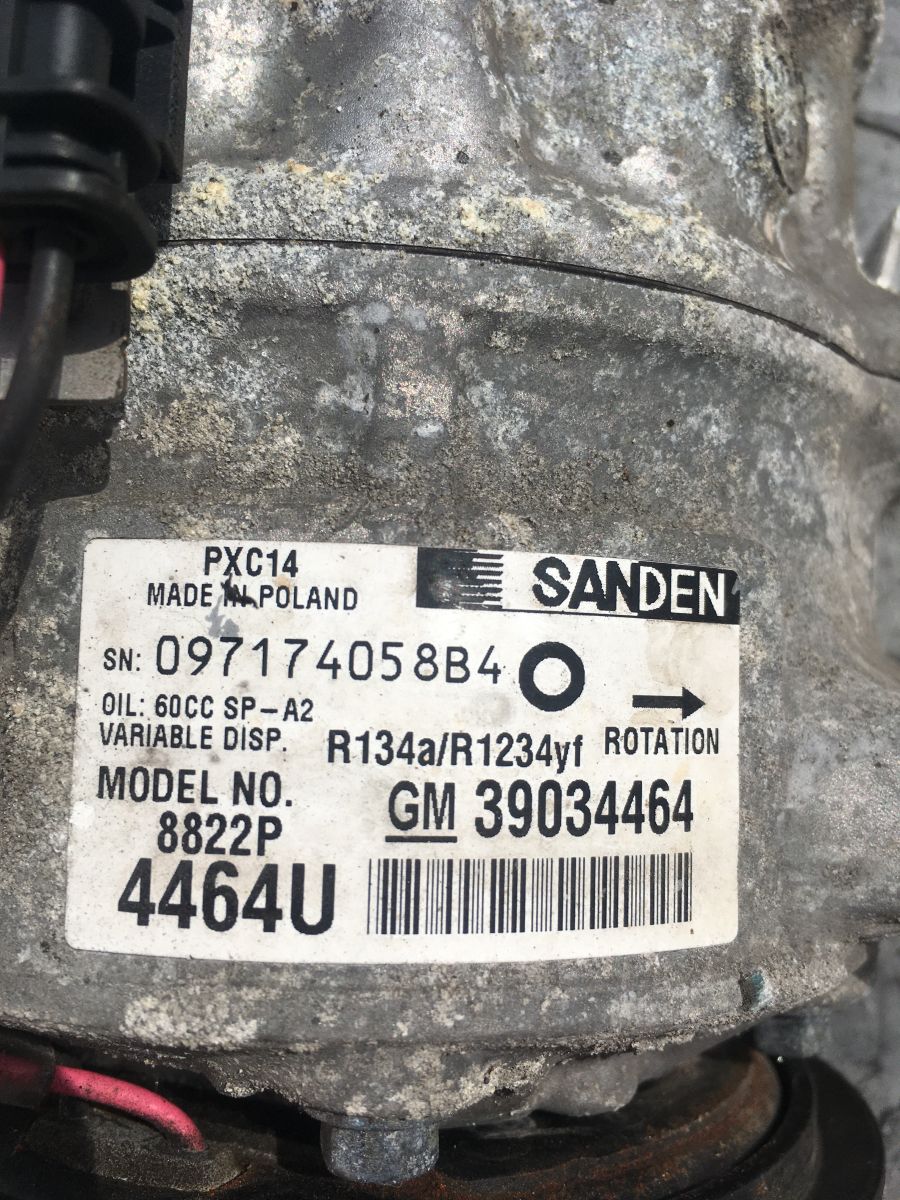 PXC14
MADE IN POLAND
SANDEN
SN: 097174058B4
OIL: 60CC SP-A2
VARIABLE DISP.
R134a/R1234yf
ROTATION
MODEL NO.
8822P
GM 39034464
4464U